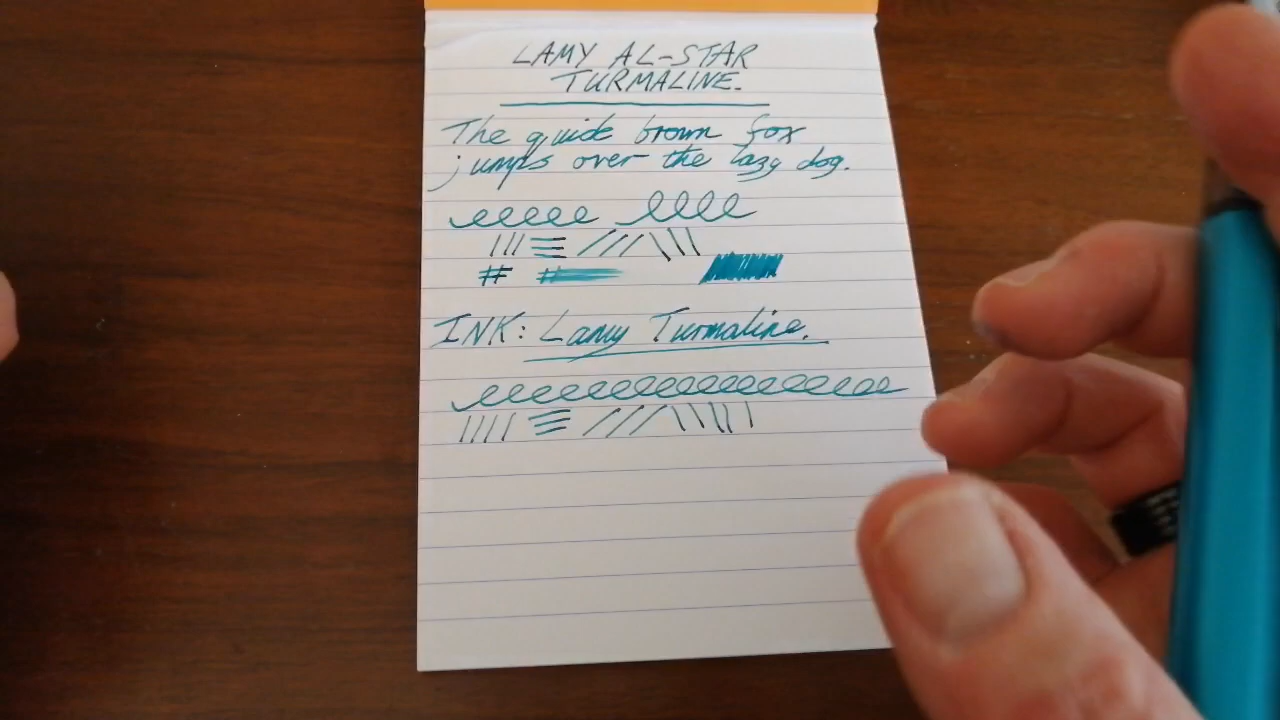 LAMY AL-STAR
TURMALINE.
The quick brown fox
jumps over the lazy dog.
INK: Lamy Turmaline.